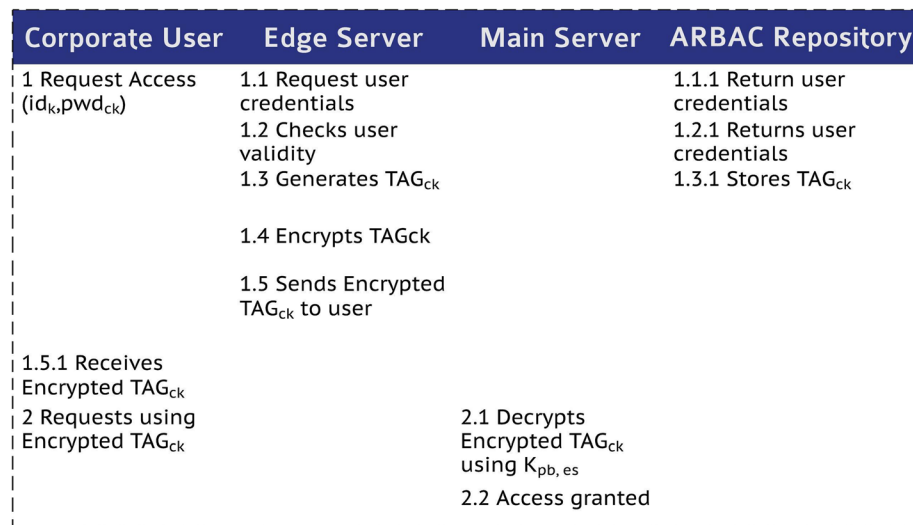 Corporate User Edge Server Main Server ARBAC Repository
1 Request Access 1.1 Request user 1.1.1 Return user
(idk,pwdck) credentials credentials
1.2 Checks user 1.2.1 Returns user
validity credentials
1.3 Generates TAGck 1.3.1 Stores TAGck
1.4 Encrypts TAGck
1.5 Sends Encrypted
TAGck to user
1.5.1 Receives
Encrypted TAGck
2 Requests using 2.1 Decrypts
Encrypted TAGck Encrypted TAGck
using Kpb, es
2.2 Access granted